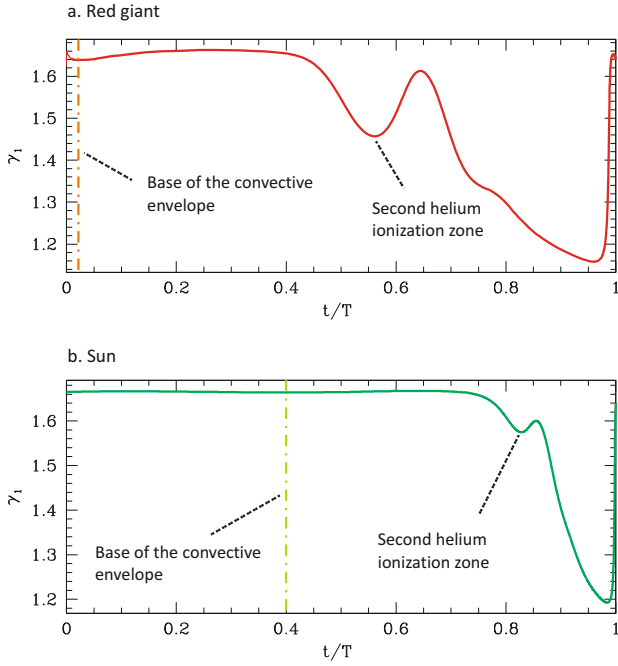 a. Red giant
1.6
1.5
1.4
1.3
1.2
γ1
Base of the convective
envelope
Second helium
ionization zone
0 0.2 0.4 0.6 0.8 1
t/T
b. Sun
1.6
1.5
1.4
1.3
1.2
γ1
Base of the convective
envelope
Second helium
ionization zone
0 0.2 0.4 0.6 0.8 1
t/T